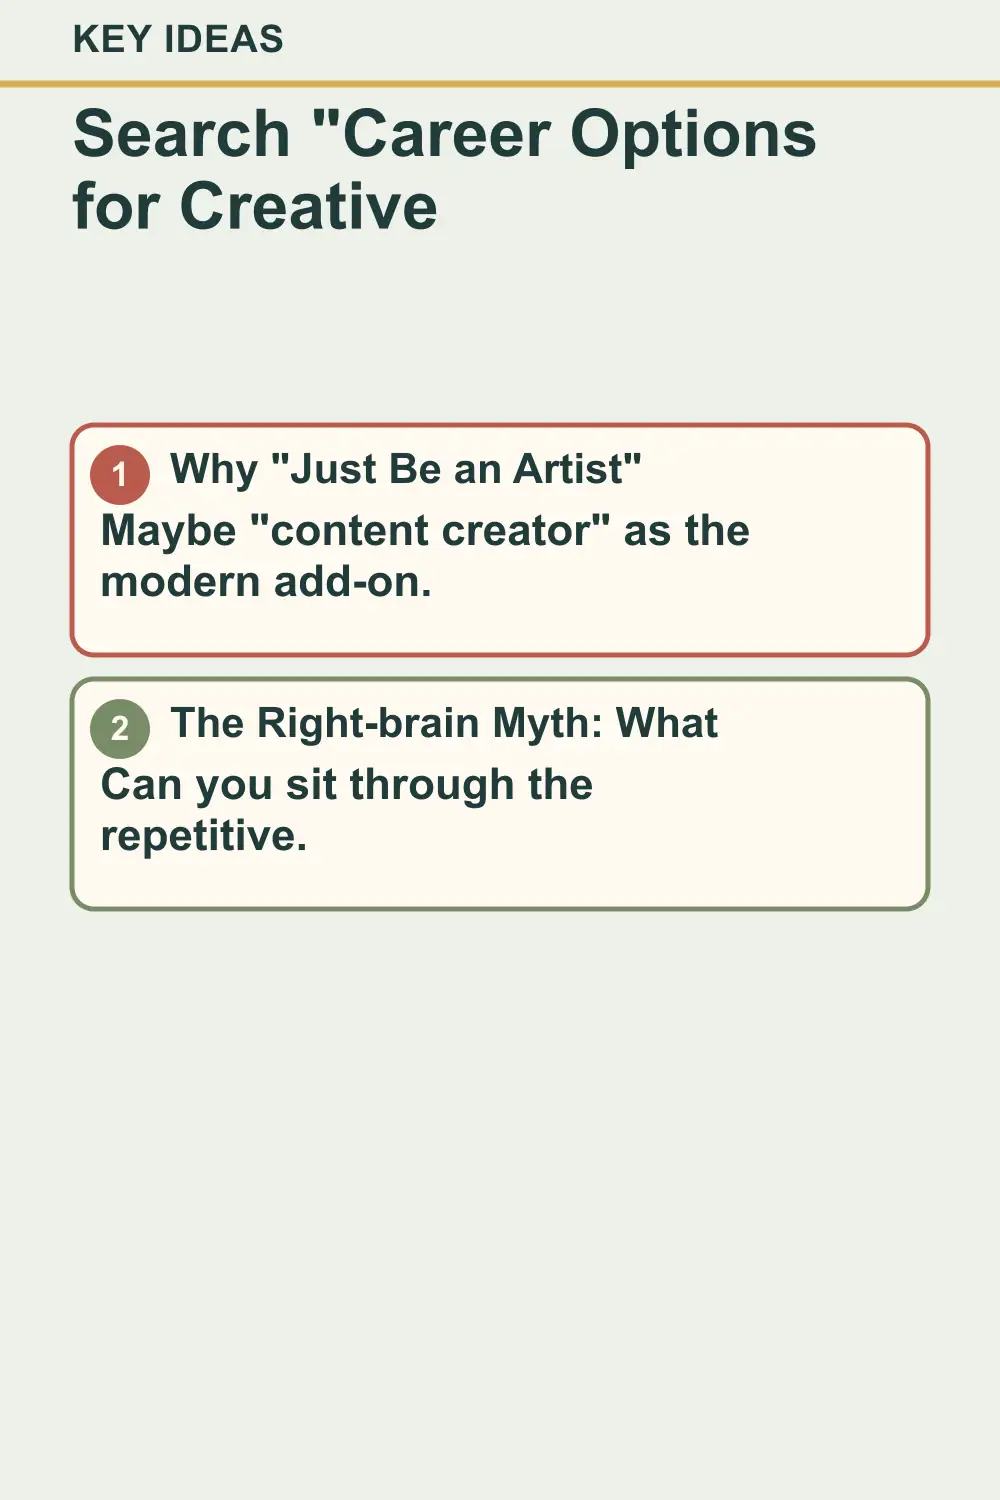 KEY IDEAS
Search "Career Options
for Creative
1 Why "Just Be an Artist"
Maybe "content creator" as the
modern add-on.
2 The Right-brain Myth: What
Can you sit through the
repetitive.